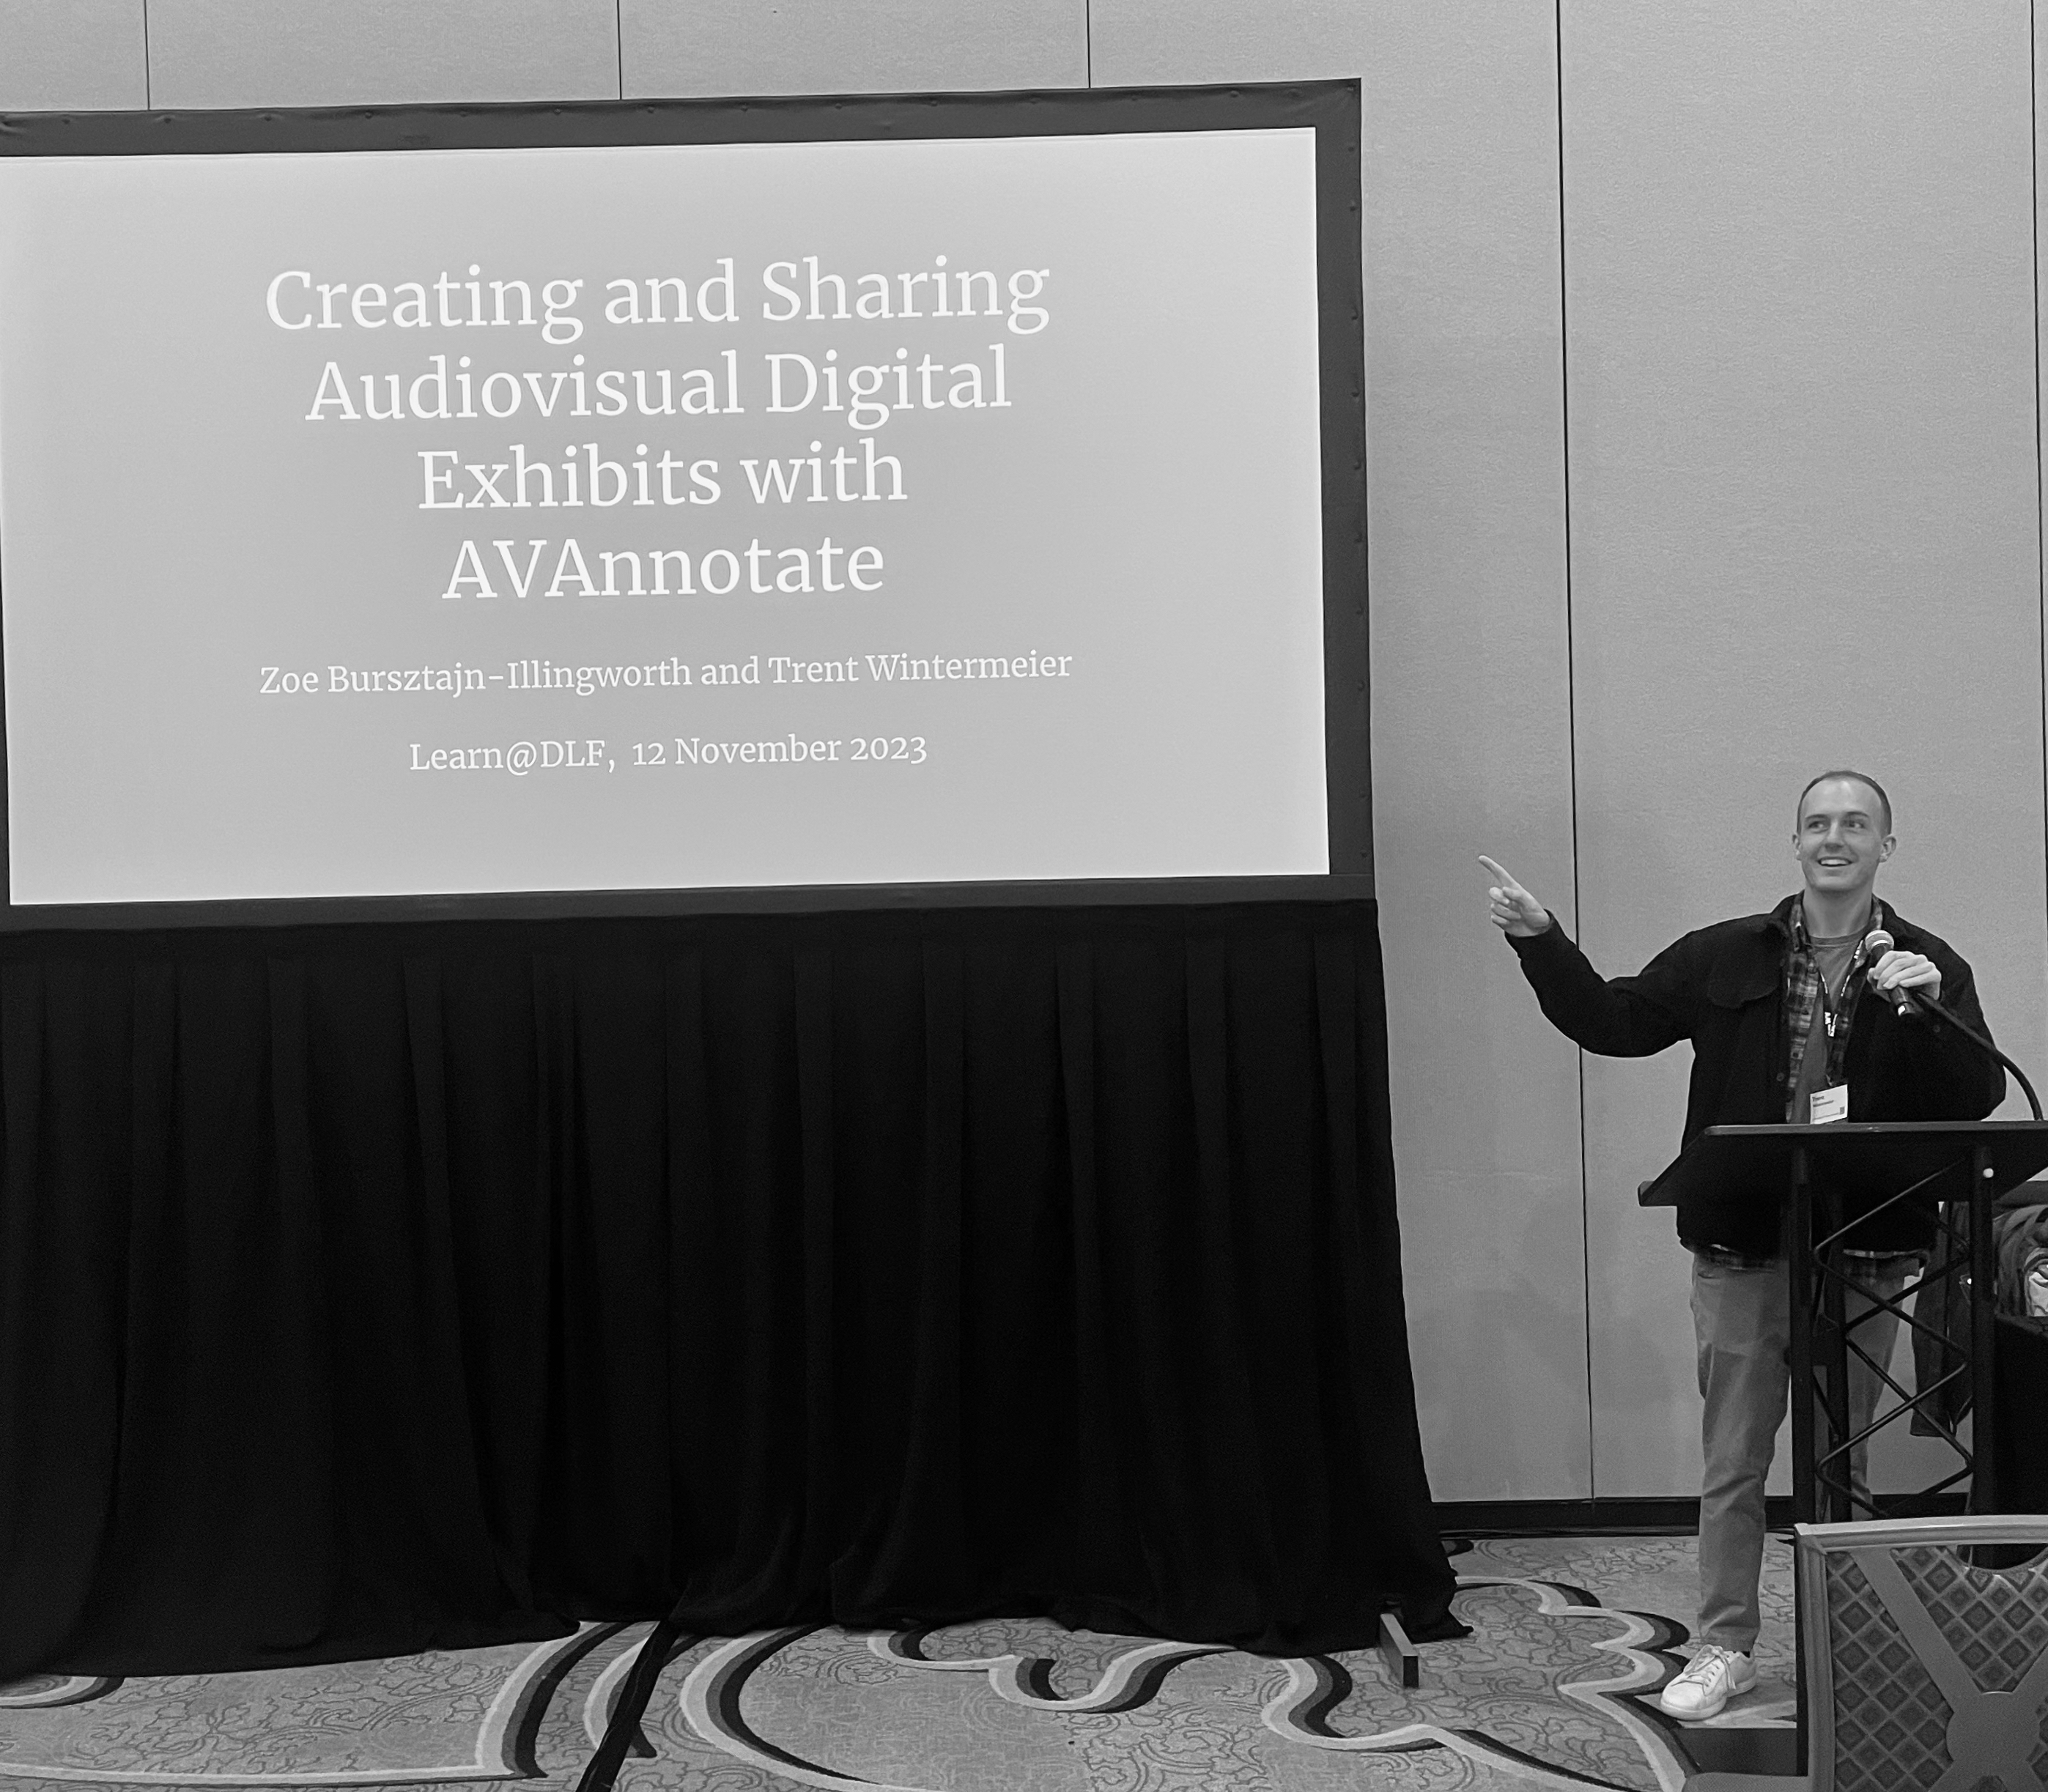 Creating and Sharing
Audiovisual Digital
Exhibits with
AVAnnotate
Zoe Bursztajn-Illingworth and Trent Wintermeier
Learn@DLF, 12 November 2023
Trent